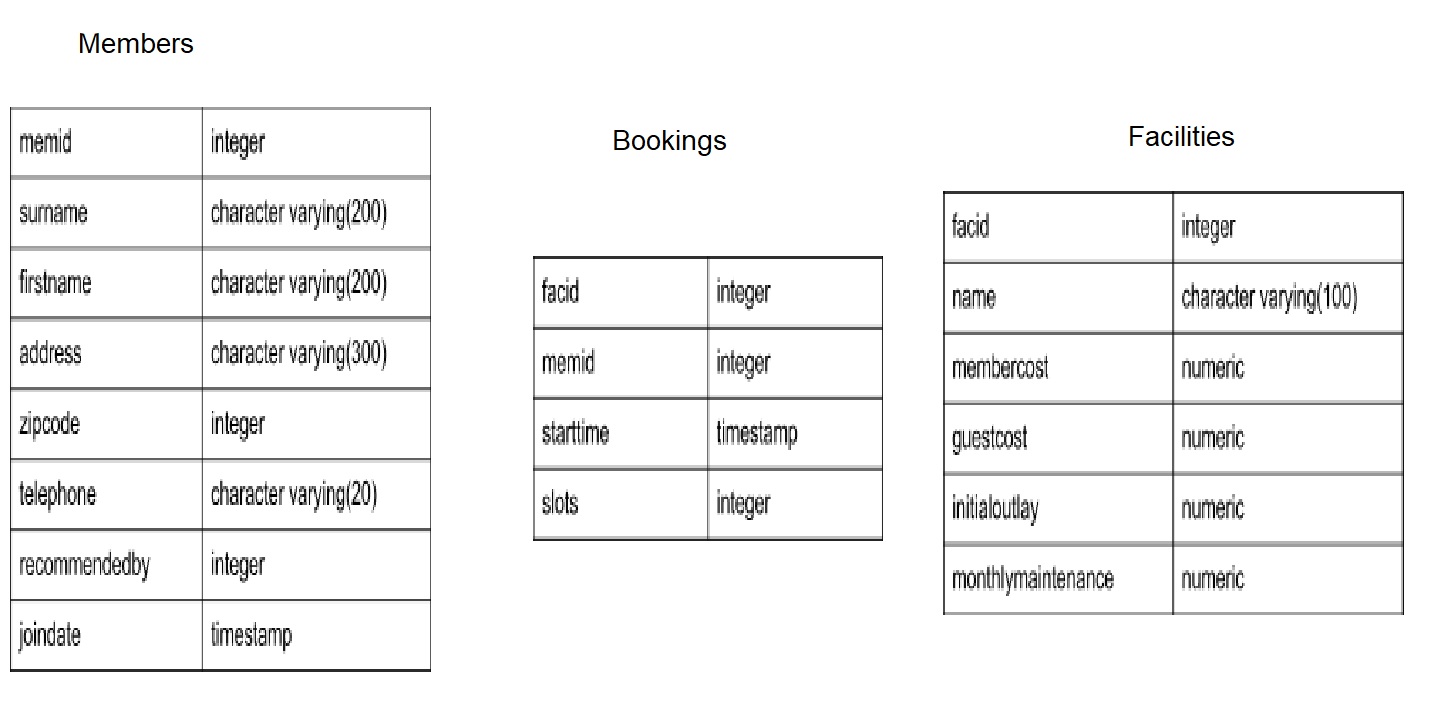 Members
memid integer
surname character varying(200)
firstname character varying(200)
address character varying(300)
zipcode integer
telephone character varying(20)
recommendedby integer
joindate timestamp
Bookings
facid integer
memid integer
starttime timestamp
slots integer
Facilities
facid integer
name character varying(100)
membercost numeric
guestcost numeric
initialoutlay numeric
monthlymaintenance numeric